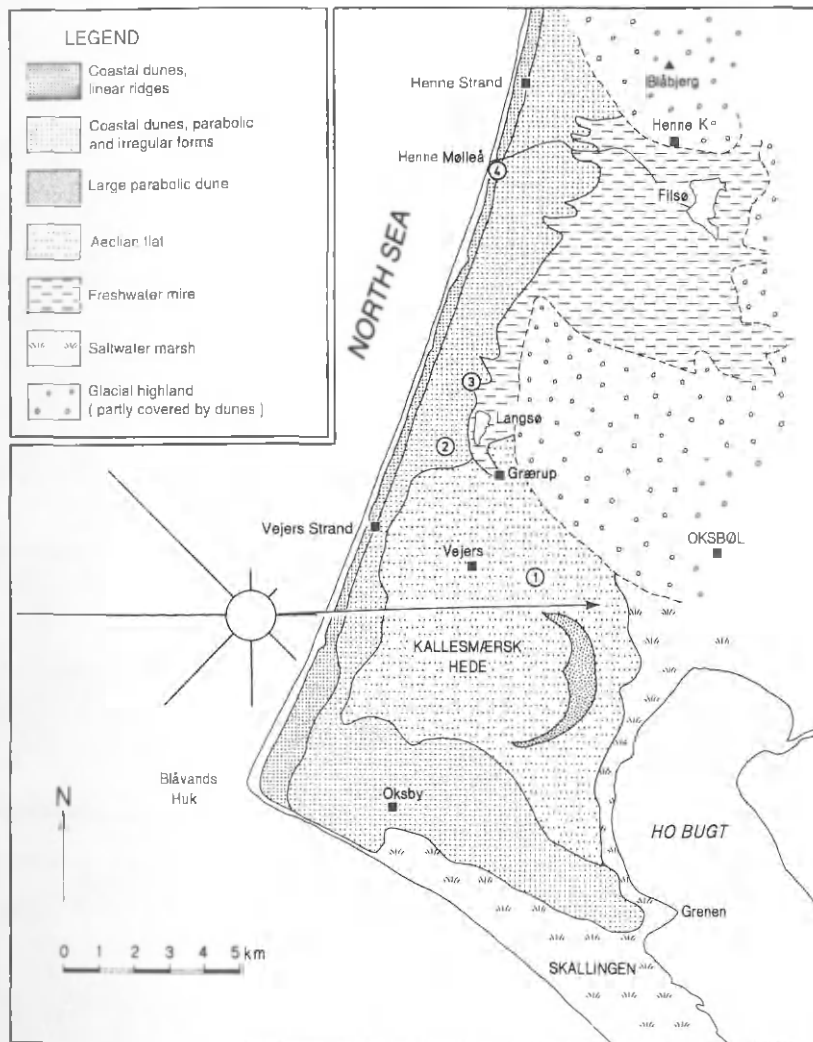 LEGEND
Coastal dunes,
linear ridges
Coastal dunes, parabolic
and irregular forms
Large parabolic dune
Aeolian flat
Freshwater mire
Saltwater marsh
Glacial highland
( partly covered by dunes )
Henne Strand
Blåbjerg
Henne K
Henne Mølleå
4
Filsø
NORTH SEA
3
Langsø
2
Grærup
Vejers Strand
OKSBØL
Vejers
1
KALLESMÆRSK
HEDE
Blåvands
Huk
Oksby
N
HO BUGT
Grenen
0 1 2 3 4 5 km
SKALLINGEN